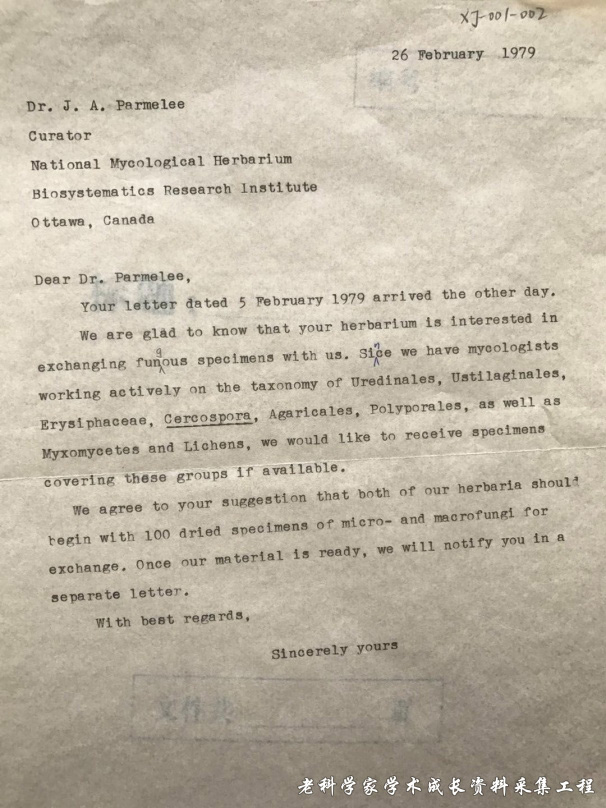 XJ-001-002
26 February 1979
Dr. J. A. Parmelee
Curator
National Mycological Herbarium
Biosystematics Research Institute
Ottawa, Canada
Dear Dr. Parmelee,
Your letter dated 5 February 1979 arrived the other day.
We are glad to know that your herbarium is interested in
exchanging fungous specimens with us. Since we have mycologists
working actively on the taxonomy of Uredinales, Ustilaginales,
Erysiphaceae, Cercospora, Agaricales, Polyporales, as well as
Myxomycetes and Lichens, we would like to receive specimens
covering these groups if available.
We agree to your suggestion that both of our herbaria should
begin with 100 dried specimens of micro- and macrofungi for
exchange. Once our material is ready, we will notify you in a
separate letter.
With best regards,
Sincerely yours
老科学家学术成长资料采集工程